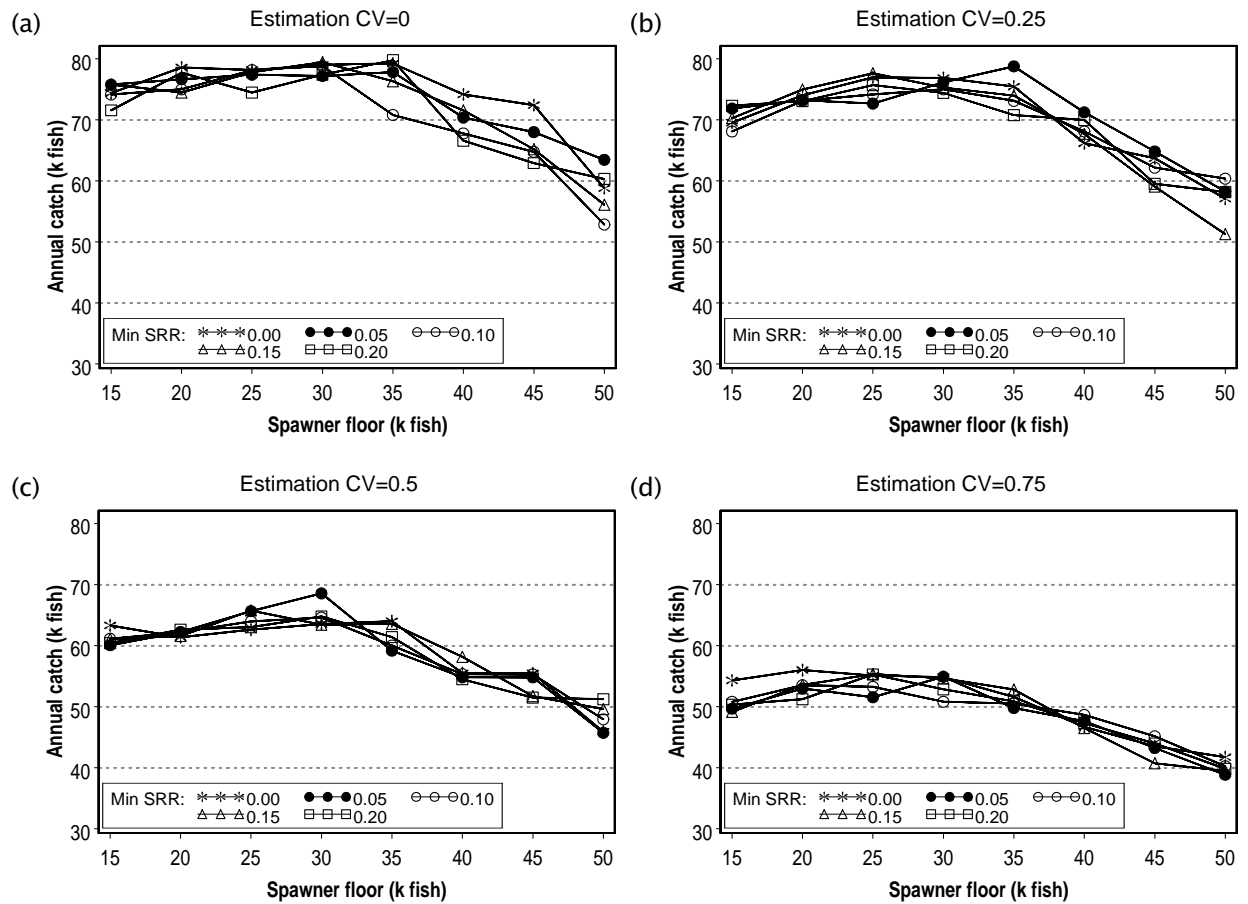 (a)
Estimation CV=0
Annual catch (k fish)
80
70
60
50
40
30
Min SRR: 0.00 0.05 0.10
0.15 0.20
15 20 25 30 35 40 45 50
Spawner floor (k fish)
(b)
Estimation CV=0.25
Annual catch (k fish)
80
70
60
50
40
30
Min SRR: 0.00 0.05 0.10
0.15 0.20
15 20 25 30 35 40 45 50
Spawner floor (k fish)
(c)
Estimation CV=0.5
Annual catch (k fish)
80
70
60
50
40
30
Min SRR: 0.00 0.05 0.10
0.15 0.20
15 20 25 30 35 40 45 50
Spawner floor (k fish)
(d)
Estimation CV=0.75
Annual catch (k fish)
80
70
60
50
40
30
Min SRR: 0.00 0.05 0.10
0.15 0.20
15 20 25 30 35 40 45 50
Spawner floor (k fish)